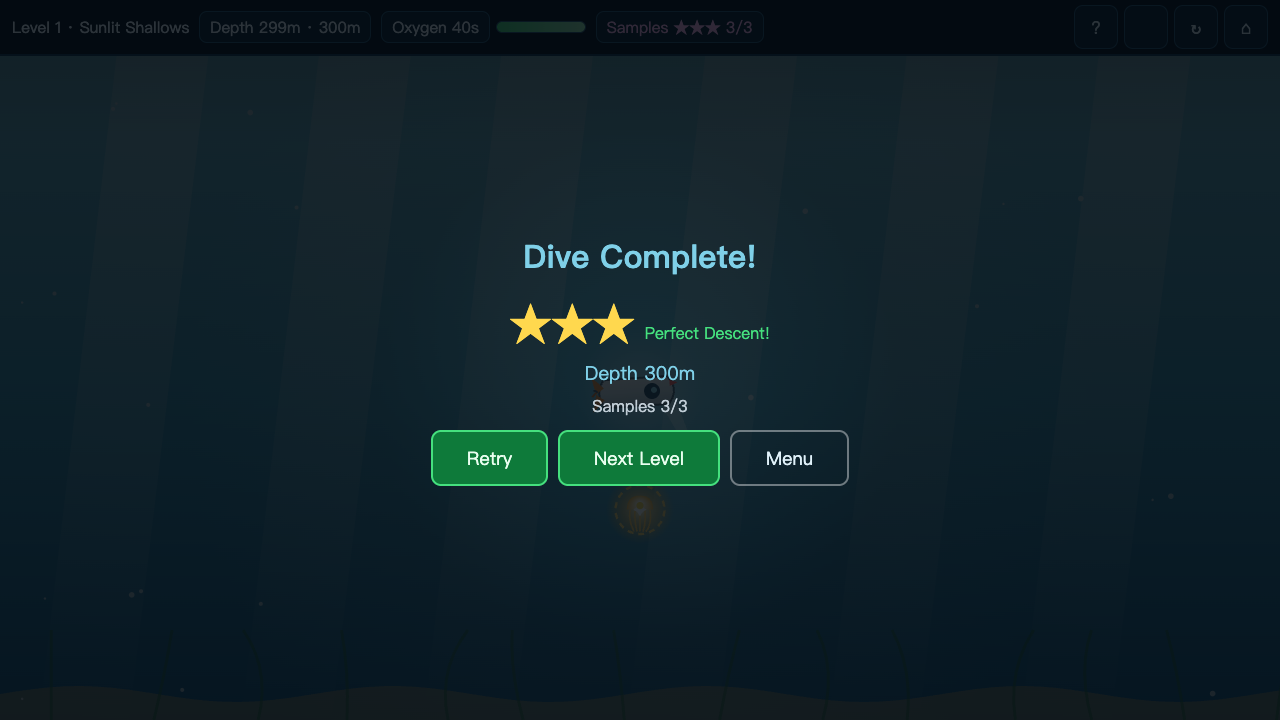 Level 1 · Sunlit Shallows Depth 299m · 300m Oxygen 40s Samples ★★★ 3/3 ? ↻ ⌂
Dive Complete!
★★★ Perfect Descent!
Depth 300m
Samples 3/3
Retry Next Level Menu